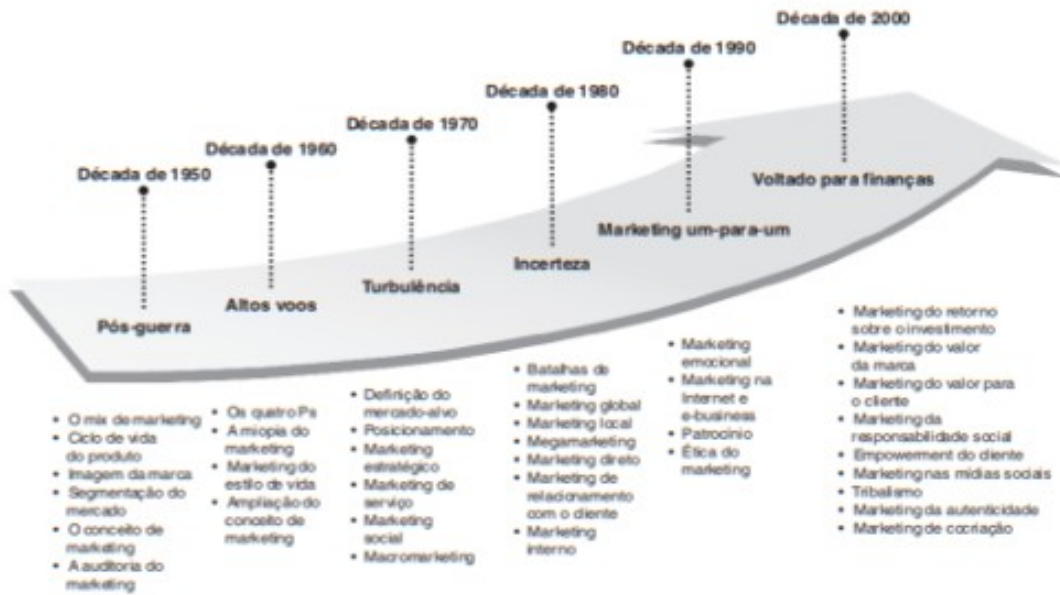 Década de 1950
Pós-guerra
• O mix de marketing
• Ciclo de vida
do produto
• Imagem da marca
• Segmentação do
mercado
• O conceito de
marketing
• A auditoria do
marketing
Década de 1960
Altos voos
• Os quatro Ps
• A miopia do
marketing
• Marketing do
estilo de vida
• Ampliação do
conceito de
marketing
Década de 1970
Turbulência
• Definição do
mercado-alvo
• Posicionamento
• Marketing
estratégico
• Marketing de
serviço
• Marketing
social
• Macromarketing
Década de 1980
Incerteza
• Batalhas de
marketing
• Marketing global
• Marketing local
• Megamarketing
• Marketing direto
• Marketing de
relacionamento
com o cliente
• Marketing
interno
Década de 1990
Marketing um-para-um
• Marketing
emocional
• Marketing na
Internet e
e-business
• Patrocínio
• Ética do
marketing
Década de 2000
Voltado para finanças
• Marketing do retorno
sobre o investimento
• Marketing do valor
da marca
• Marketing do valor para
o cliente
• Marketing da
responsabilidade social
• Empowerment do cliente
• Marketing nas mídias sociais
• Tribalismo
• Marketing da autenticidade
• Marketing de cocriação